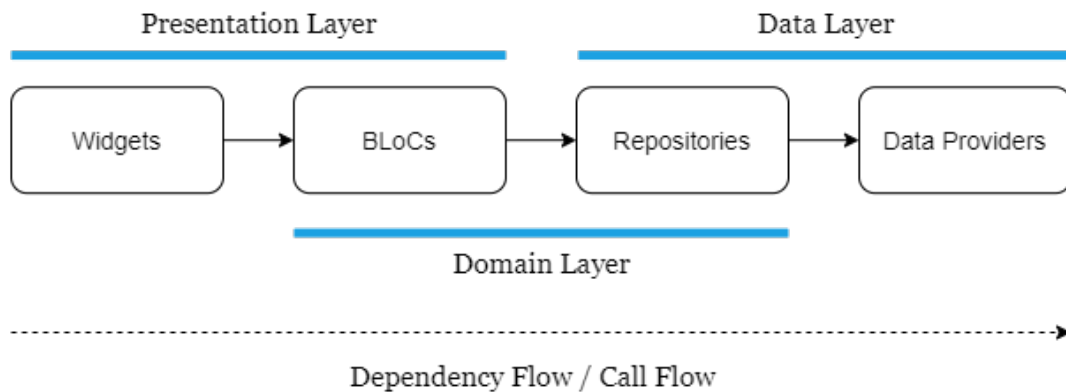 Presentation Layer
Data Layer
Widgets
BLoCs
Repositories
Data Providers
Domain Layer
Dependency Flow / Call Flow